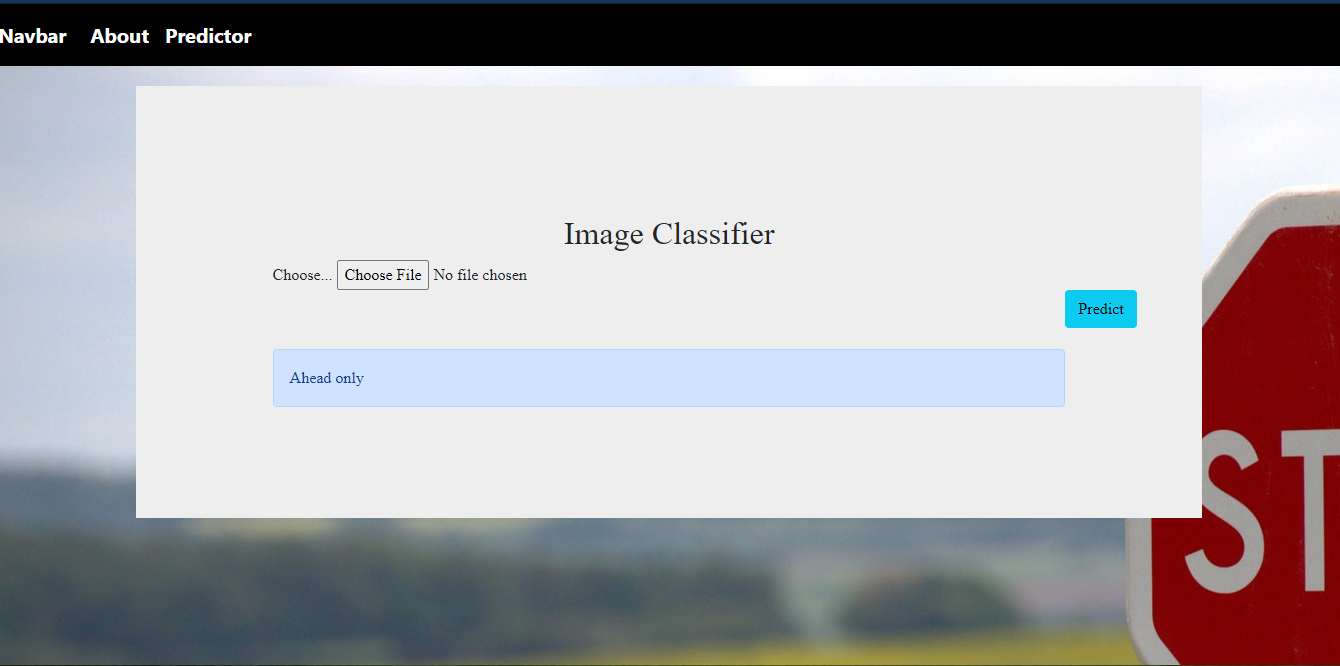 Navbar About Predictor
Image Classifier
Choose... Choose File No file chosen
Predict
Ahead only
ST